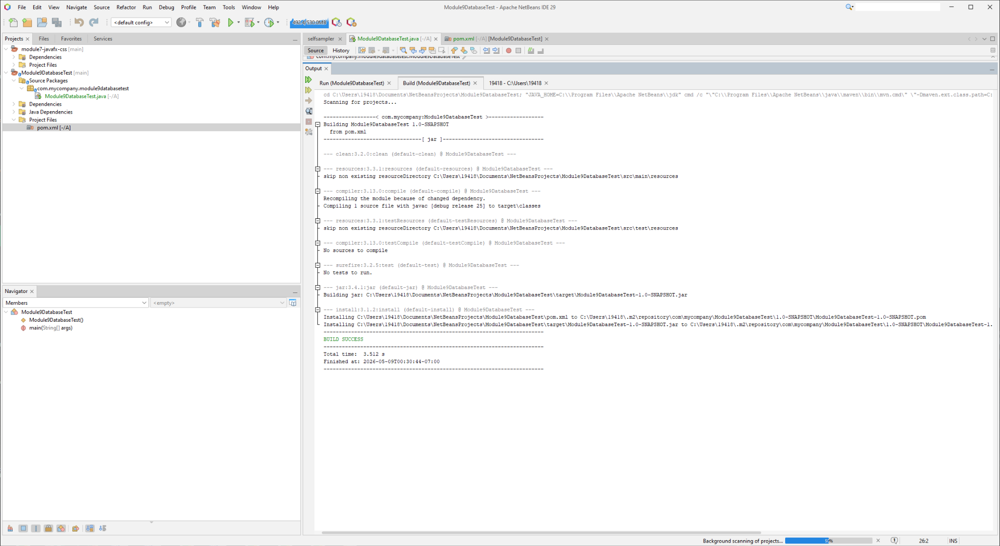 File Edit View Navigate Source Refactor Run Debug Profile Team Tools Window Help
Module9DatabaseTest - Apache NetBeans IDE 29
<default config>
492.4/530.0MB
Projects Files Favorites Services
module7-javafx-css [main]
Dependencies
Project Files
Module9DatabaseTest [main]
Source Packages
com.mycompany.module9databasetest
Module9DatabaseTest.java [-/A]
Dependencies
Java Dependencies
Project Files
pom.xml [-/A]
Navigator
Members
<empty>
Module9DatabaseTest
Module9DatabaseTest()
main(String[] args)
selfsampler Module9DatabaseTest.java [-/A] pom.xml [-/A] [Module9DatabaseTest]
Source History
com.mycompany.module9databasetest.Module9DatabaseTest
Output
Run (Module9DatabaseTest) Build (Module9DatabaseTest) 19418 - C:\Users\19418
cd C:\Users\19418\Documents\NetBeansProjects\Module9DatabaseTest; "JAVA_HOME=C:\\Program Files\\Apache NetBeans\\jdk" cmd /c "\"C:\\Program Files\\Apache NetBeans\\java\\maven\\bin\\mvn.cmd\" \"-Dmaven.ext.class.path=C:
Scanning for projects...
-----------------< com.mycompany:Module9DatabaseTest >------------------
Building Module9DatabaseTest 1.0-SNAPSHOT
from pom.xml
--------------------------------[ jar ]---------------------------------
--- clean:3.2.0:clean (default-clean) @ Module9DatabaseTest ---
--- resources:3.3.1:resources (default-resources) @ Module9DatabaseTest ---
skip non existing resourceDirectory C:\Users\19418\Documents\NetBeansProjects\Module9DatabaseTest\src\main\resources
--- compiler:3.13.0:compile (default-compile) @ Module9DatabaseTest ---
Recompiling the module because of changed dependency.
Compiling 1 source file with javac [debug release 25] to target\classes
--- resources:3.3.1:testResources (default-testResources) @ Module9DatabaseTest ---
skip non existing resourceDirectory C:\Users\19418\Documents\NetBeansProjects\Module9DatabaseTest\src\test\resources
--- compiler:3.13.0:testCompile (default-testCompile) @ Module9DatabaseTest ---
No sources to compile
--- surefire:3.2.5:test (default-test) @ Module9DatabaseTest ---
No tests to run.
--- jar:3.4.1:jar (default-jar) @ Module9DatabaseTest ---
Building jar: C:\Users\19418\Documents\NetBeansProjects\Module9DatabaseTest\target\Module9DatabaseTest-1.0-SNAPSHOT.jar
--- install:3.1.2:install (default-install) @ Module9DatabaseTest ---
Installing C:\Users\19418\Documents\NetBeansProjects\Module9DatabaseTest\pom.xml to C:\Users\19418\.m2\repository\com\mycompany\Module9DatabaseTest\1.0-SNAPSHOT\Module9DatabaseTest-1.0-SNAPSHOT.pom
Installing C:\Users\19418\Documents\NetBeansProjects\Module9DatabaseTest\target\Module9DatabaseTest-1.0-SNAPSHOT.jar to C:\Users\19418\.m2\repository\com\mycompany\Module9DatabaseTest\1.0-SNAPSHOT\Module9DatabaseTest-1.
------------------------------------------------------------------------
BUILD SUCCESS
------------------------------------------------------------------------
Total time:  3.512 s
Finished at: 2026-05-09T00:30:44-07:00
------------------------------------------------------------------------
Background scanning of projects... 50% 1 26:2 INS